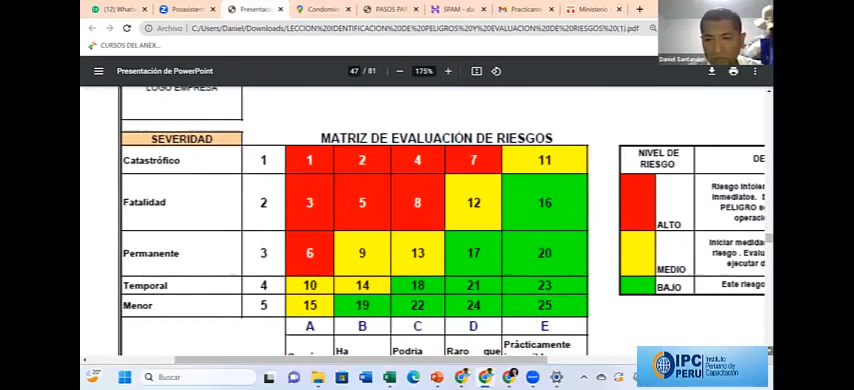 (12) Whats
Posasistem
Presentaci
Condomini
PASOS PAR
SPAM - da
Practicante
Ministerio
Archivo | C:/Users/Daniel/Downloads/LECCION%20IDENTIFICACION%20DE%20PELIGROS%20Y%20EVALUACION%20DE%20RIESGOS%20(1).pdf
CURSOS DEL ANEX...
Daniel Santander
Presentación de PowerPoint
47 / 81
175%
LOGO EMPRESA
SEVERIDAD
MATRIZ DE EVALUACIÓN DE RIESGOS
Catastrófico 1 1 2 4 7 11
Fatalidad 2 3 5 8 12 16
Permanente 3 6 9 13 17 20
Temporal 4 10 14 18 21 23
Menor 5 15 19 22 24 25
A B C D E
Ha
Podría
Raro que
Prácticamente
NIVEL DE
RIESGO
DE
ALTO
Riesgo intoler
inmediatos. S
PELIGRO s
operaci
MEDIO
Iniciar medida
riesgo . Evalu
ejecutar d
BAJO
Este riesgo
20°
Buscar
IPC
PERU
Instituto
Peruano de
Capacitación